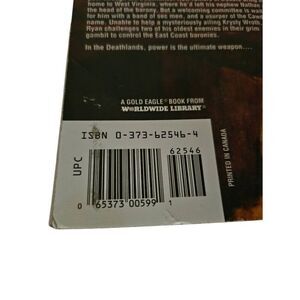 home to West Virginia, where he'd left his nephew Nathan
the head of the barony. But a welcoming committee is wait
for him with a band of sec men, and a usurper of the Cawd
name. Unable to help a mysteriously ailing Krysty Wroth,
Ryan challenges two of his oldest enemies in their grim
gambit to control the East Coast baronies.
In the Deathlands, power is the ultimate weapon....
A GOLD EAGLE® BOOK FROM
WORLDWIDE LIBRARY®
ISBN 0-373-62546-4
62546
UPC
0 65373 00599 1
PRINTED IN CANADA